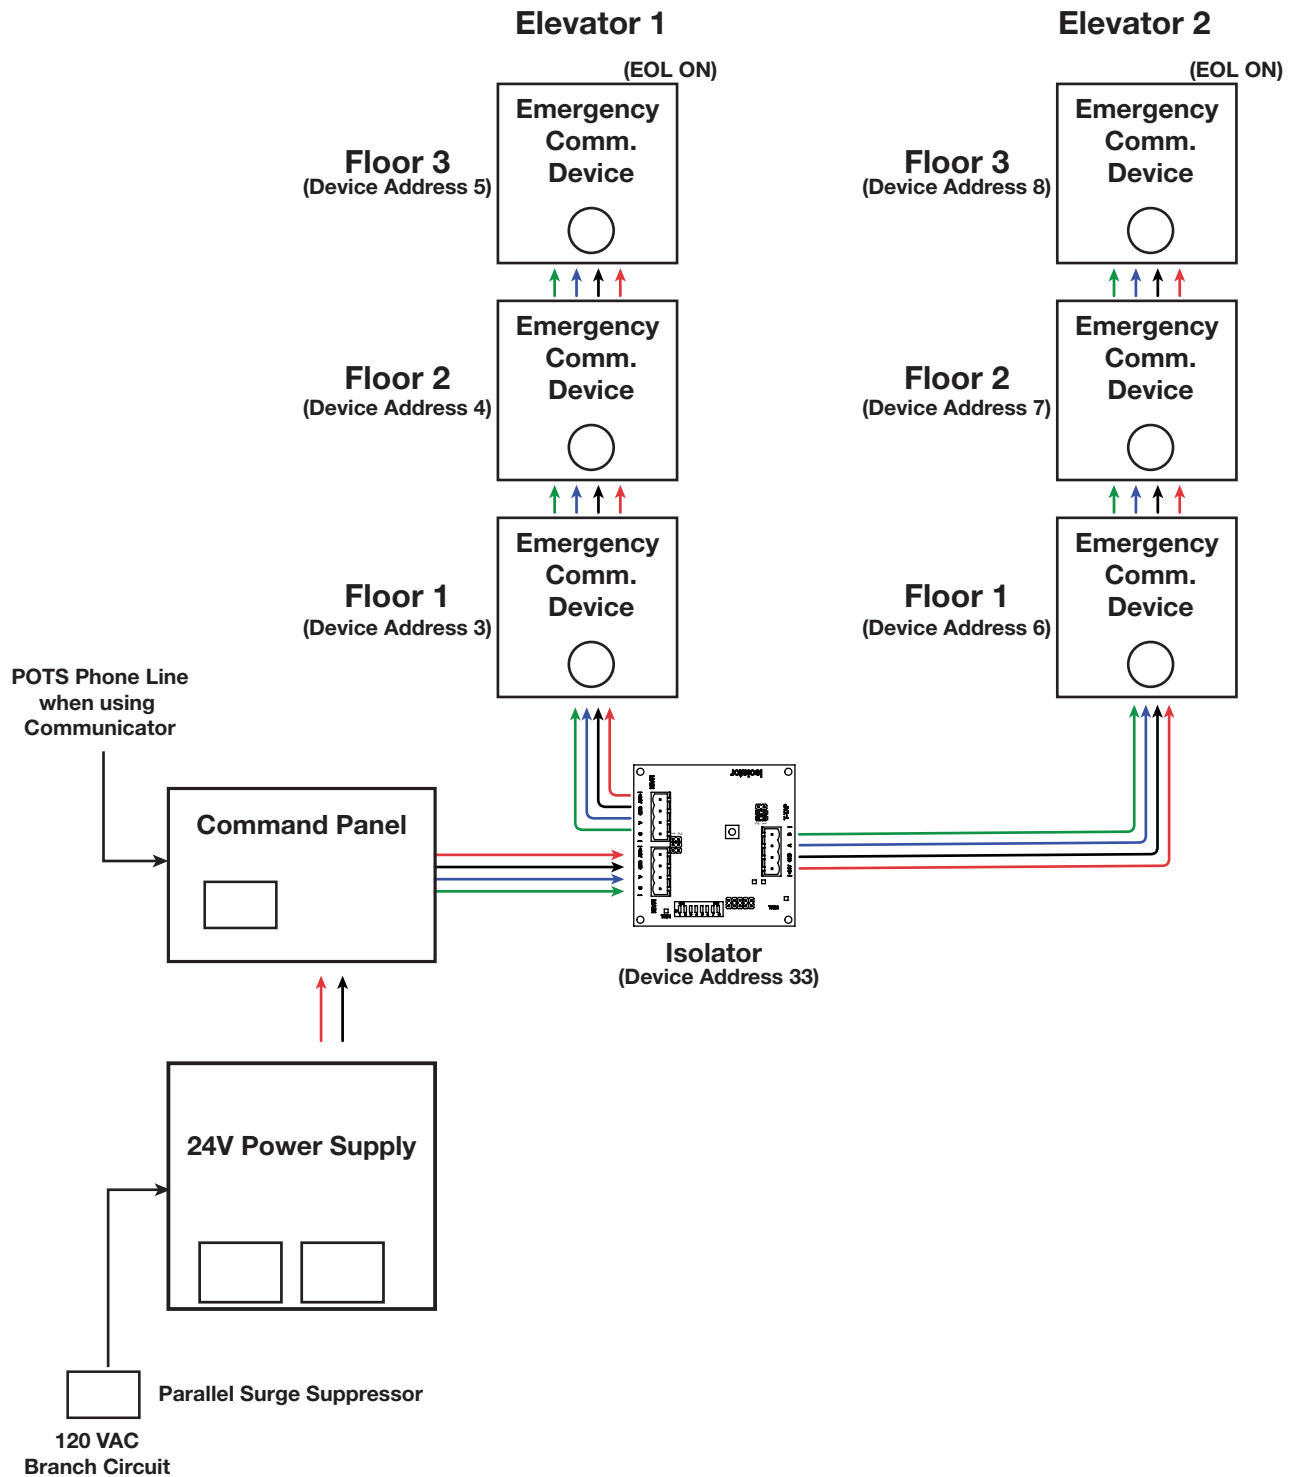 Elevator 1
Elevator 2
(EOL ON)
(EOL ON)
Emergency
Comm.
Device
Floor 3
(Device Address 5)
Emergency
Comm.
Device
Floor 3
(Device Address 8)
Emergency
Comm.
Device
Floor 2
(Device Address 4)
Emergency
Comm.
Device
Floor 2
(Device Address 7)
Emergency
Comm.
Device
Floor 1
(Device Address 3)
Emergency
Comm.
Device
Floor 1
(Device Address 6)
POTS Phone Line
when using
Communicator
Command Panel
Isolator
Isolator
(Device Address 33)
24V Power Supply
Parallel Surge Suppressor
120 VAC
Branch Circuit